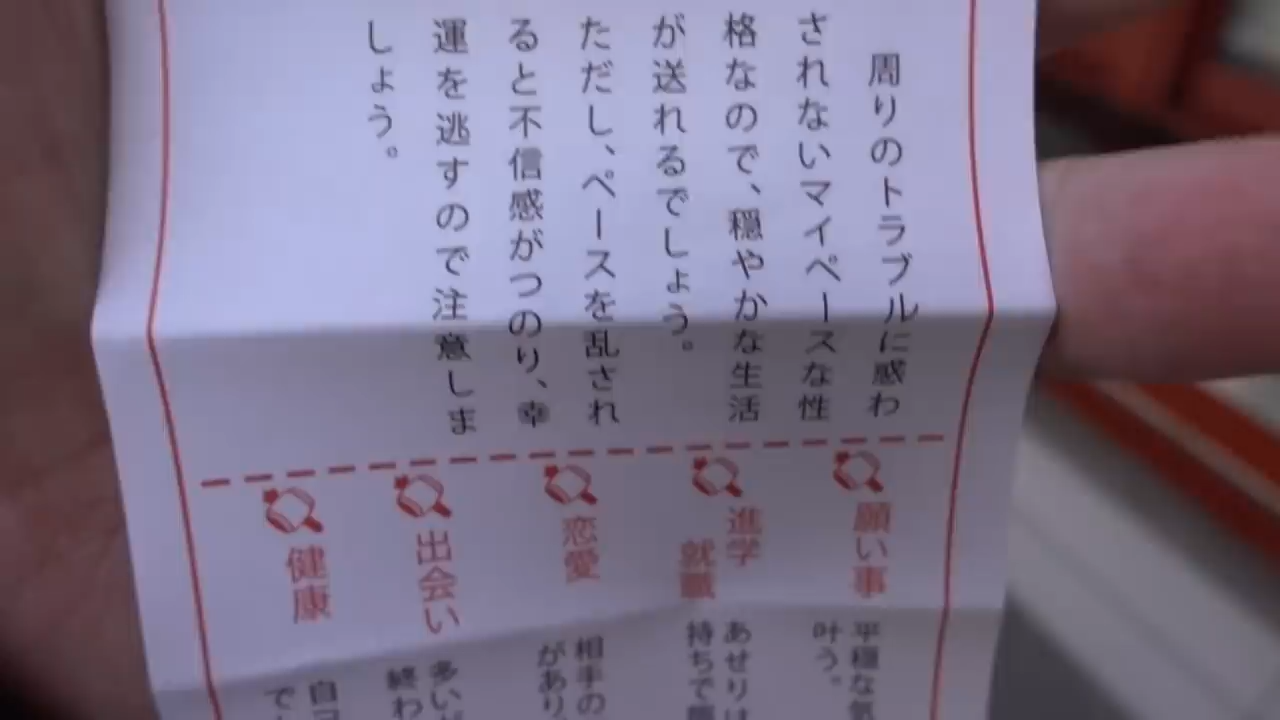 周りのトラブルに惑わ
されないマイペースな性
格なので、穏やかな生活
が送れるでしょう。
ただし、ペースを乱され
ると不信感がつのり、幸
運を逃すので注意しま
しょう。
願い事
平穏な気
叶う。
進学
就職
あせりは
持ちで
恋愛
相手の
があり
出会い
多い
終わ
健康
自
で